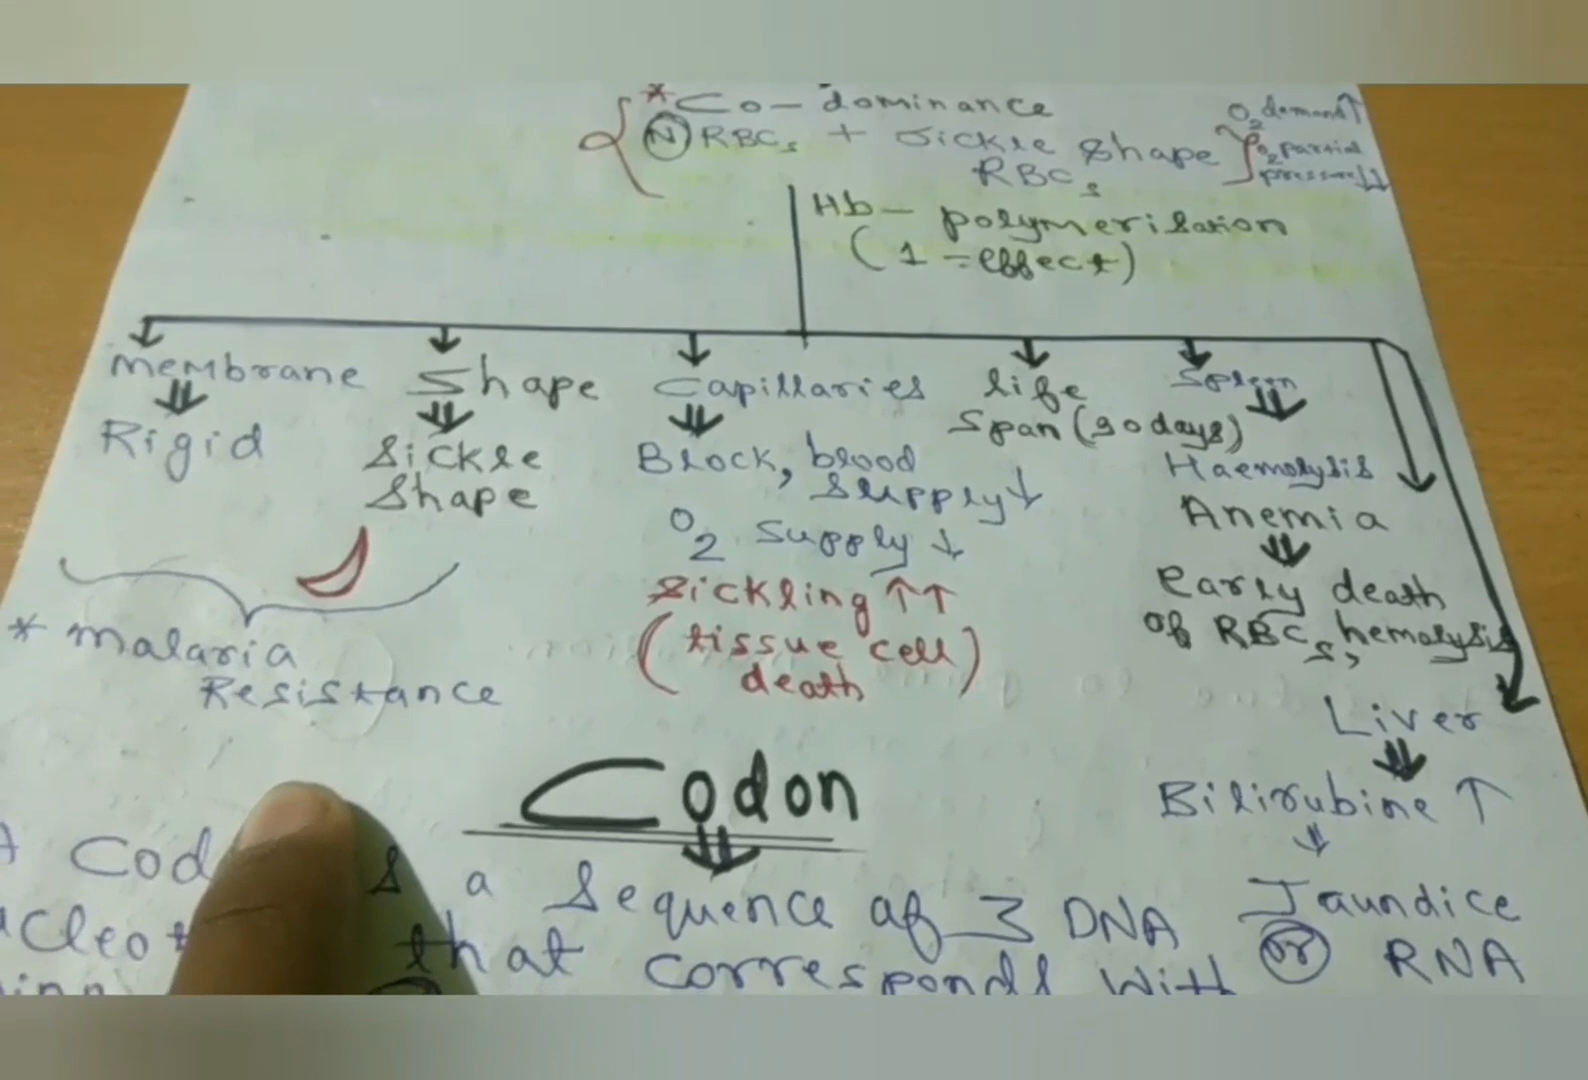 * Co-dominance
(N) RBCs + Sickle Shape RBCs
O2 demand↑
O2 partial
pressure↓↓
Hb- polymerisation
(1 = effect)
Membrane
Rigid
Shape
Sickle
Shape
* Malaria
Resistance
Capillaries
Block, blood
supply↓
O2 supply↓
Sickling ↑↑
(tissue cell
death)
life
Span (90 days)
Spleen
Haemolysis
Anemia
Early death
of RBCs, hemolysis
Liver
Bilirubine ↑
Jaundice
Codon
s a sequence of 3 DNA (or) RNA
that corresponds with